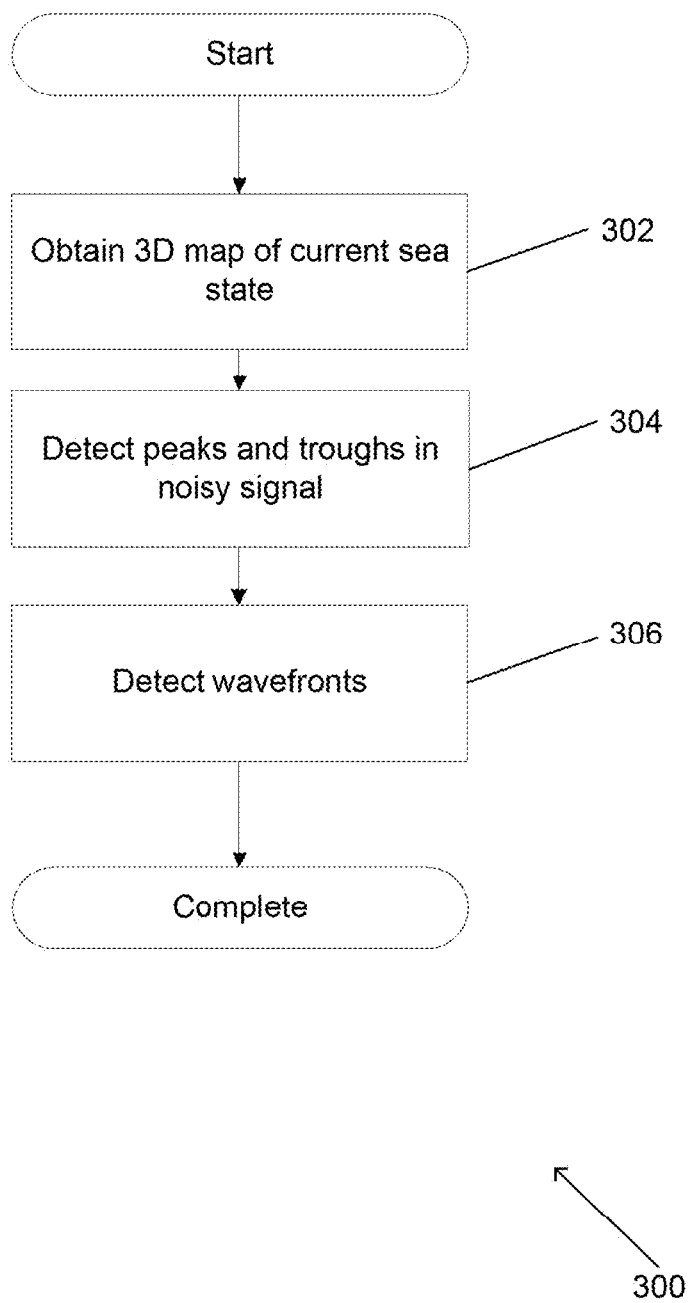 Start
Obtain 3D map of current sea
state
302
Detect peaks and troughs in
noisy signal
304
Detect wavefronts
306
Complete
300